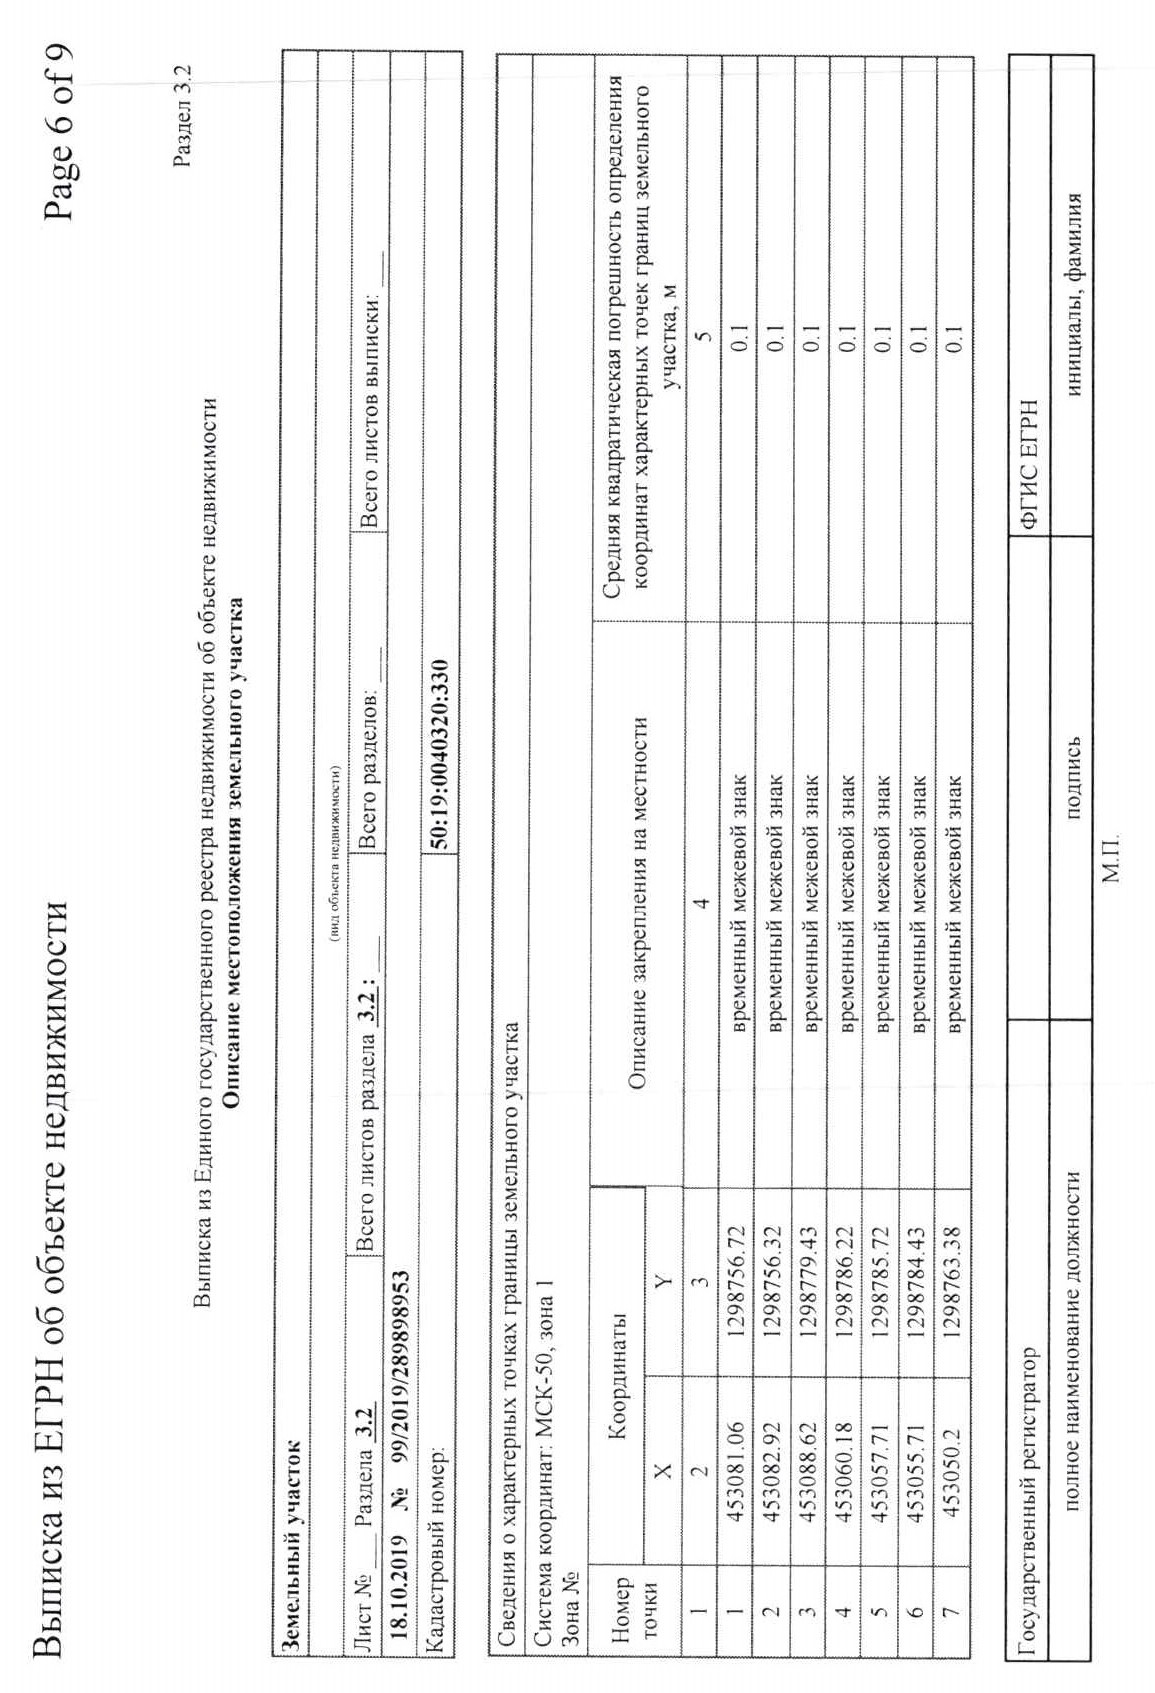 Выписка из ЕГРН об объекте недвижимости Page 6 of 9
Раздел 3.2
Выписка из Единого государственного реестра недвижимости об объекте недвижимости
Описание местоположения земельного участка
Земельный участок
(вид объекта недвижимости)
Лист № ___ Раздела 3.2 Всего листов раздела 3.2 : ___ Всего разделов: ___ Всего листов выписки: ___
18.10.2019 № 99/2019/289898953
Кадастровый номер: 50:19:0040320:330
Сведения о характерных точках границы земельного участка
Система координат: МСК-50, зона 1
Зона №
Номер точки Координаты Описание закрепления на местности Средняя квадратическая погрешность определения координат характерных точек границ земельного участка, м
X Y
1 2 3 4 5
1 453081.06 1298756.72 временный межевой знак 0.1
2 453082.92 1298756.32 временный межевой знак 0.1
3 453088.62 1298779.43 временный межевой знак 0.1
4 453060.18 1298786.22 временный межевой знак 0.1
5 453057.71 1298785.72 временный межевой знак 0.1
6 453055.71 1298784.43 временный межевой знак 0.1
7 453050.2 1298763.38 временный межевой знак 0.1
Государственный регистратор ФГИС ЕГРН
полное наименование должности подпись инициалы, фамилия
М.П.